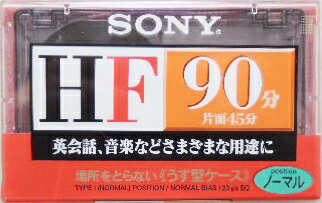 SONY
HF 90分
片面45分
英会話、音楽などさまざまな用途に
場所をとらない《うす型ケース》
position
ノーマル
TYPE I (NORMAL) POSITION / NORMAL BIAS 120 μs EQ